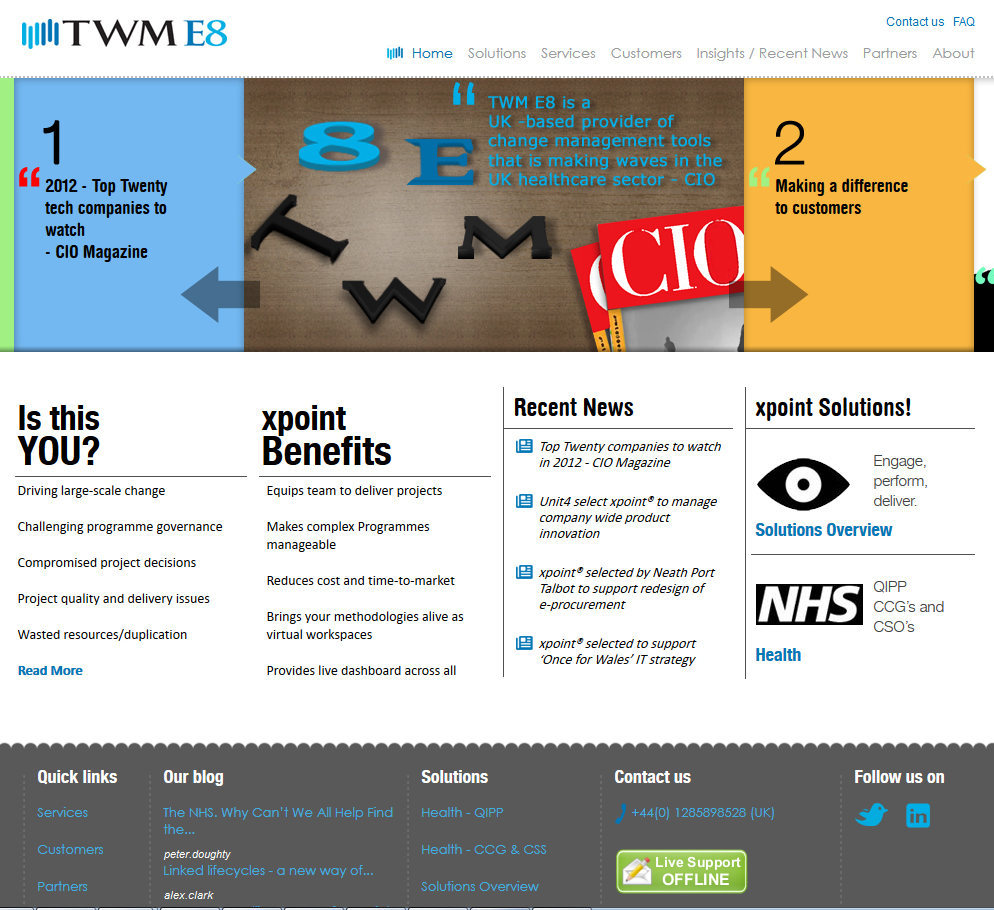 TWM E8
Contact us FAQ
Home Solutions Services Customers Insights / Recent News Partners About
1
“ 2012 - Top Twenty
tech companies to
watch
- CIO Magazine
8 E
T W M
“ TWM E8 is a
UK -based provider of
change management tools
that is making waves in the
UK healthcare sector - CIO
CIO
2
“ Making a difference
to customers
“
Is this
YOU?
Driving large-scale change
Challenging programme governance
Compromised project decisions
Project quality and delivery issues
Wasted resources/duplication
Read More
xpoint
Benefits
Equips team to deliver projects
Makes complex Programmes
manageable
Reduces cost and time-to-market
Brings your methodologies alive as
virtual workspaces
Provides live dashboard across all
Recent News
Top Twenty companies to watch
in 2012 - CIO Magazine
Unit4 select xpoint® to manage
company wide product
innovation
xpoint® selected by Neath Port
Talbot to support redesign of
e-procurement
xpoint® selected to support
‘Once for Wales’ IT strategy
xpoint Solutions!
Engage,
perform,
deliver.
Solutions Overview
NHS
QIPP
CCG’s and
CSO’s
Health
Quick links
Services
Customers
Partners
Our blog
The NHS. Why Can’t We All Help Find
the...
peter.doughty
Linked lifecycles - a new way of...
alex.clark
Solutions
Health - QIPP
Health - CCG & CSS
Solutions Overview
Contact us
+44(0) 1285898528 (UK)
Live Support
OFFLINE
Follow us on
in